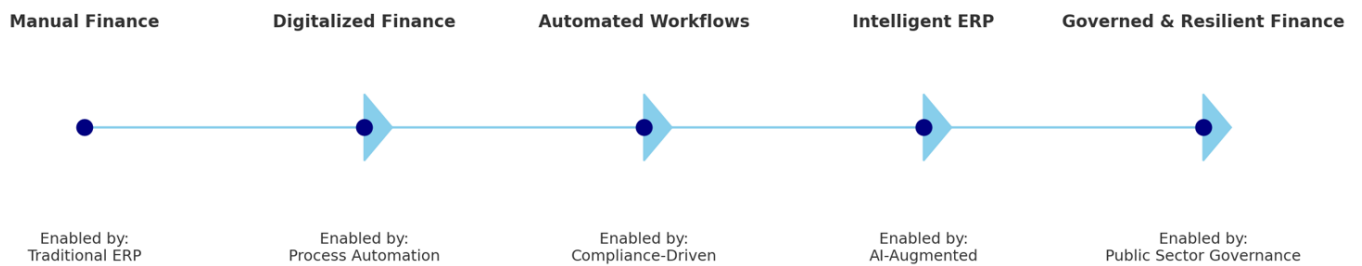 Manual Finance
Digitalized Finance
Automated Workflows
Intelligent ERP
Governed & Resilient Finance
Enabled by:
Traditional ERP
Enabled by:
Process Automation
Enabled by:
Compliance-Driven
Enabled by:
AI-Augmented
Enabled by:
Public Sector Governance